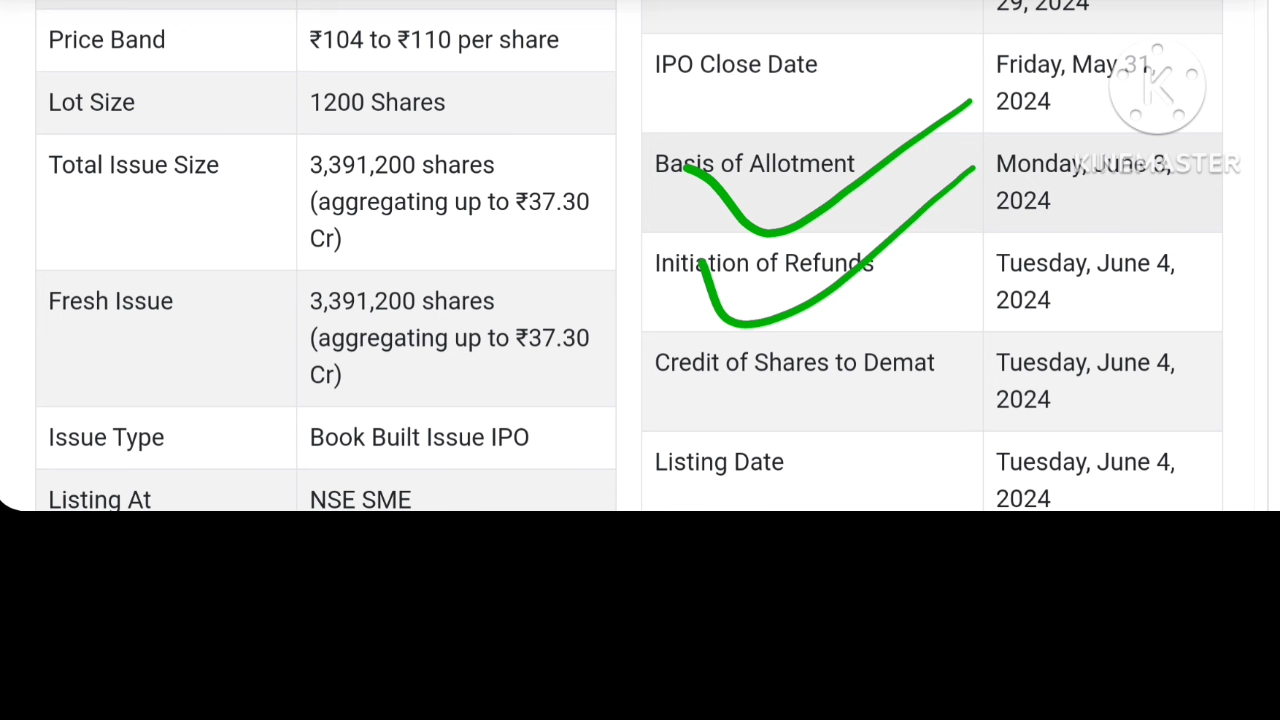 Price Band
₹104 to ₹110 per share
Lot Size
1200 Shares
Total Issue Size
3,391,200 shares
(aggregating up to ₹37.30
Cr)
Fresh Issue
3,391,200 shares
(aggregating up to ₹37.30
Cr)
Issue Type
Book Built Issue IPO
Listing At
NSE SME
29, 2024
IPO Close Date
Friday, May 31,
2024
Basis of Allotment
Monday, June 3,
2024
Initiation of Refunds
Tuesday, June 4,
2024
Credit of Shares to Demat
Tuesday, June 4,
2024
Listing Date
Tuesday, June 4,
2024
K
KINEMASTER